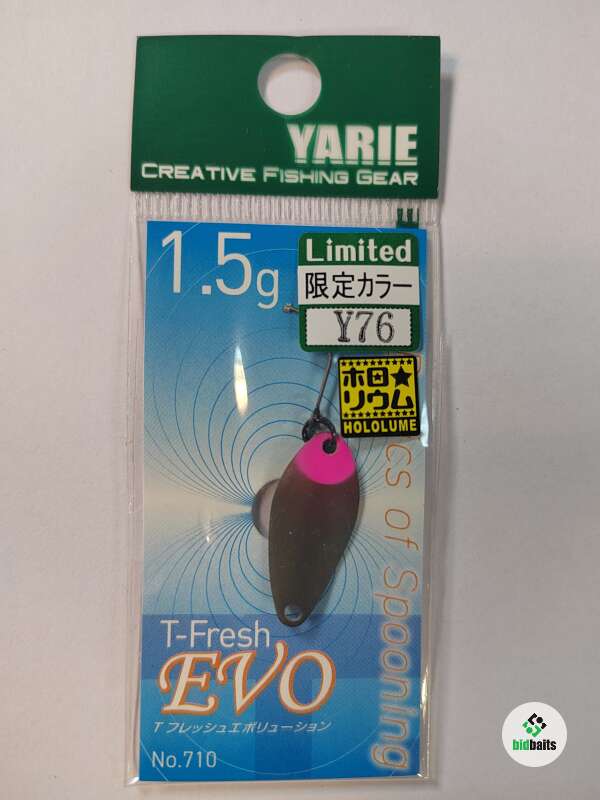 YARIE
CREATIVE FISHING GEAR
1.5g
Limited
限定カラー
Y76
ホロ★
リウム
HOLOLUME
cs of Spooning
T-Fresh
EVO
T フレッシュエボリューション
No.710
bidbaits